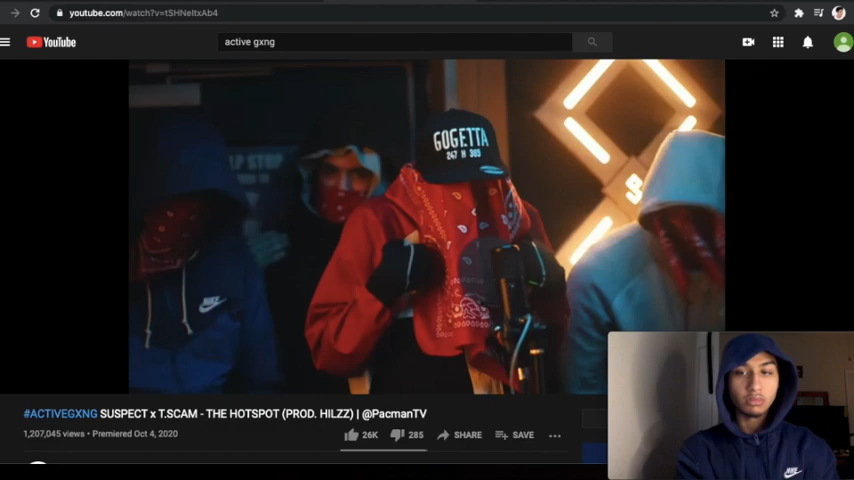 youtube.com/watch?v=tSHNeItxAb4
YouTube
active gxng
GOGETTA
247 H 365
#ACTIVEGXNG SUSPECT x T.SCAM - THE HOTSPOT (PROD. HILZZ) | @PacmanTV
1,207,045 views • Premiered Oct 4, 2020
26K
285
SHARE
SAVE